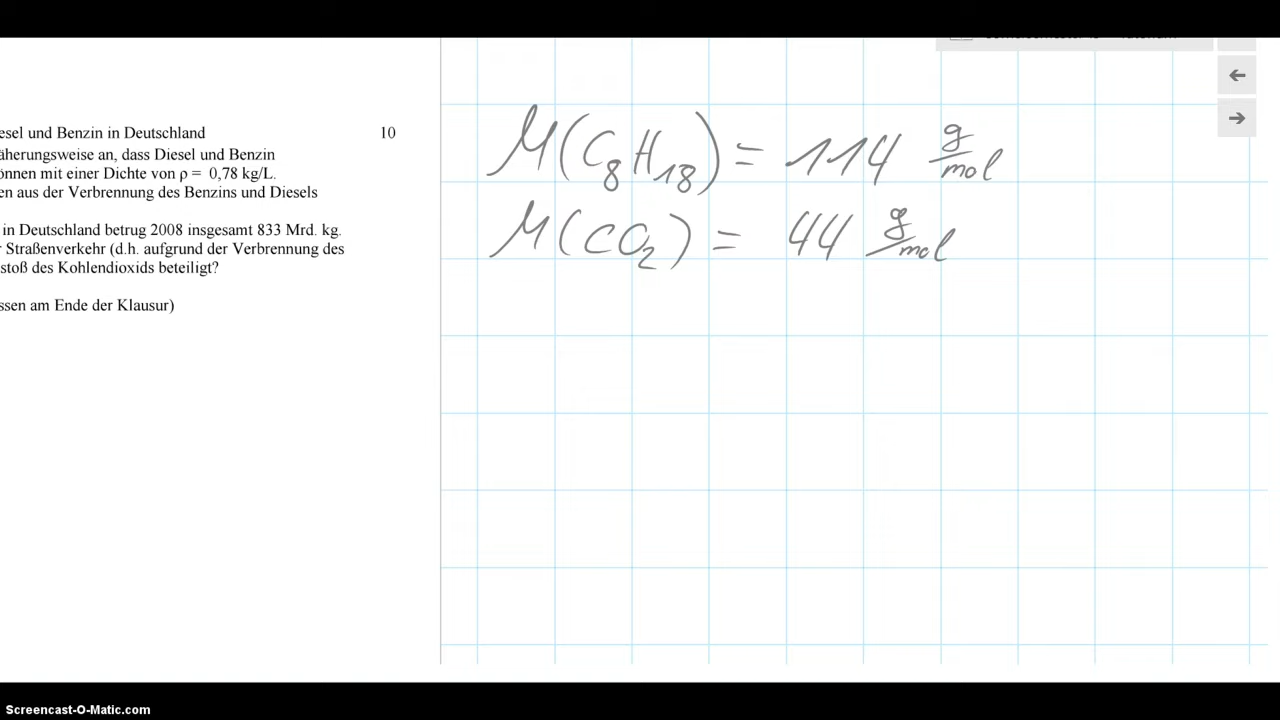 esel und Benzin in Deutschland 10
äherungsweise an, dass Diesel und Benzin
önnen mit einer Dichte von ρ = 0,78 kg/L.
en aus der Verbrennung des Benzins und Diesels
in Deutschland betrug 2008 insgesamt 833 Mrd. kg.
r Straßenverkehr (d.h. aufgrund der Verbrennung des
stoß des Kohlendioxids beteiligt?
ssen am Ende der Klausur)
M(C₈H₁₈) = 114 g/mol
M(CO₂) = 44 g/mol
Screencast-O-Matic.com